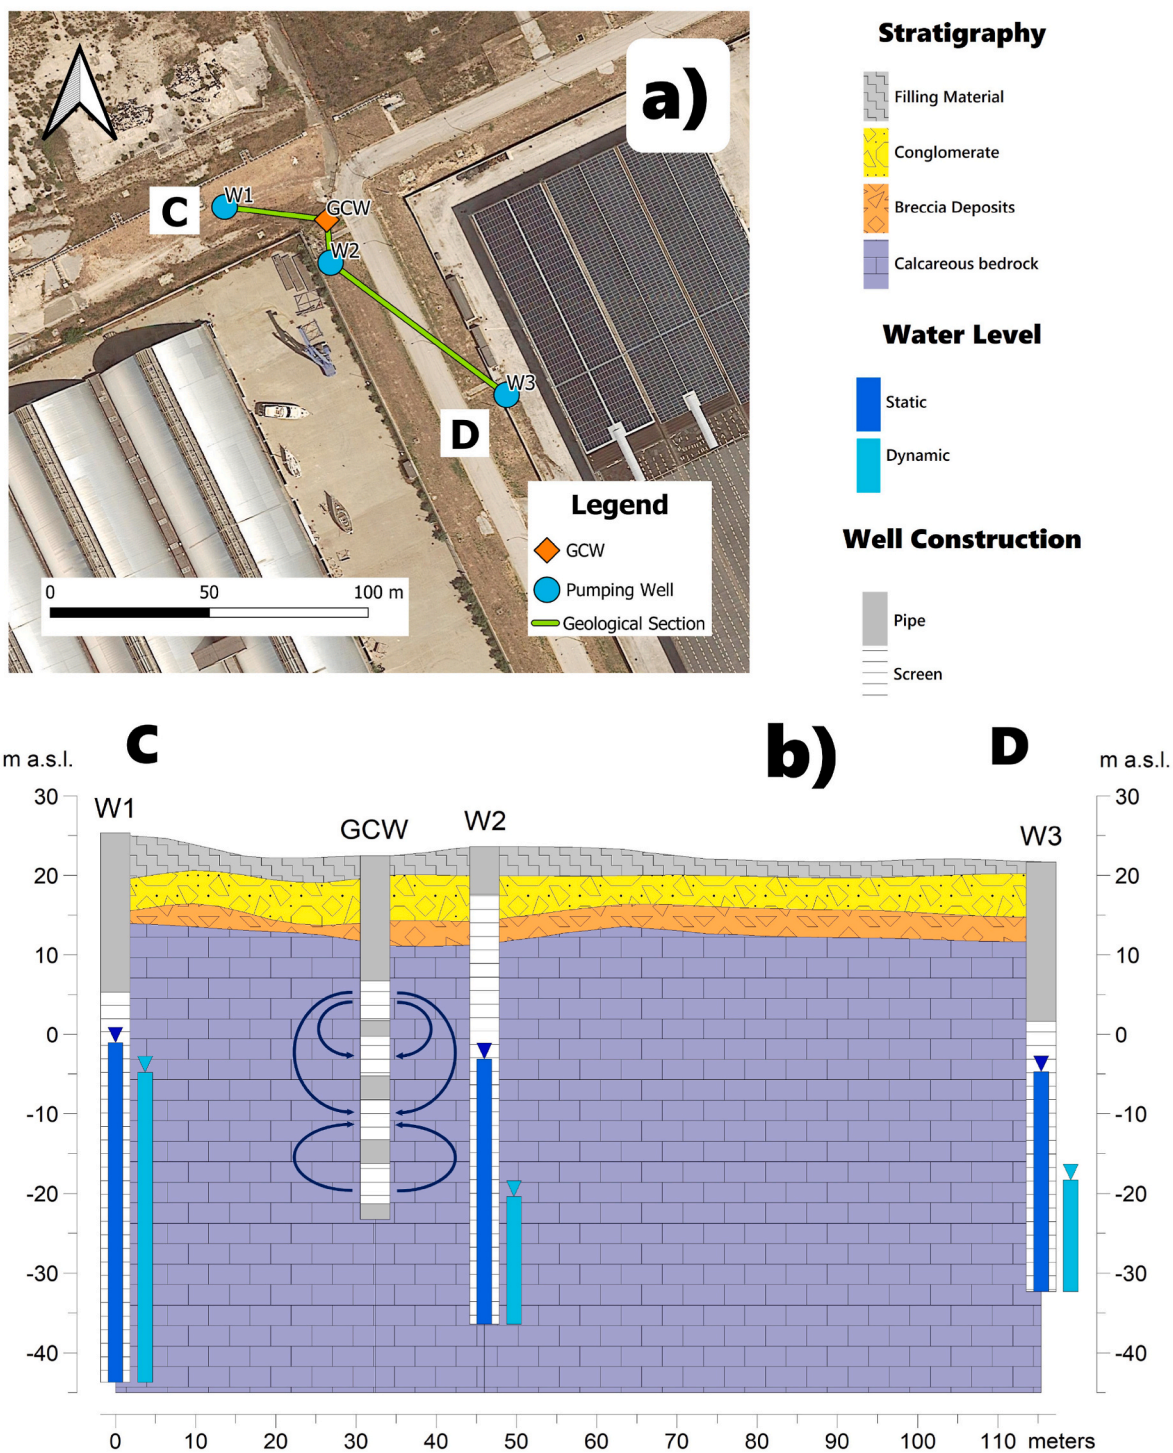 a)
W1
C
GCW
W2
W3
D
Legend
GCW
Pumping Well
Geological Section
0 50 100 m
Stratigraphy
Filling Material
Conglomerate
Breccia Deposits
Calcareous bedrock
Water Level
Static
Dynamic
Well Construction
Pipe
Screen
C b) D
m a.s.l. m a.s.l.
30 30
W1 GCW W2 W3
20 20
10 10
0 0
-10 -10
-20 -20
-30 -30
-40 -40
0 10 20 30 40 50 60 70 80 90 100 110 meters